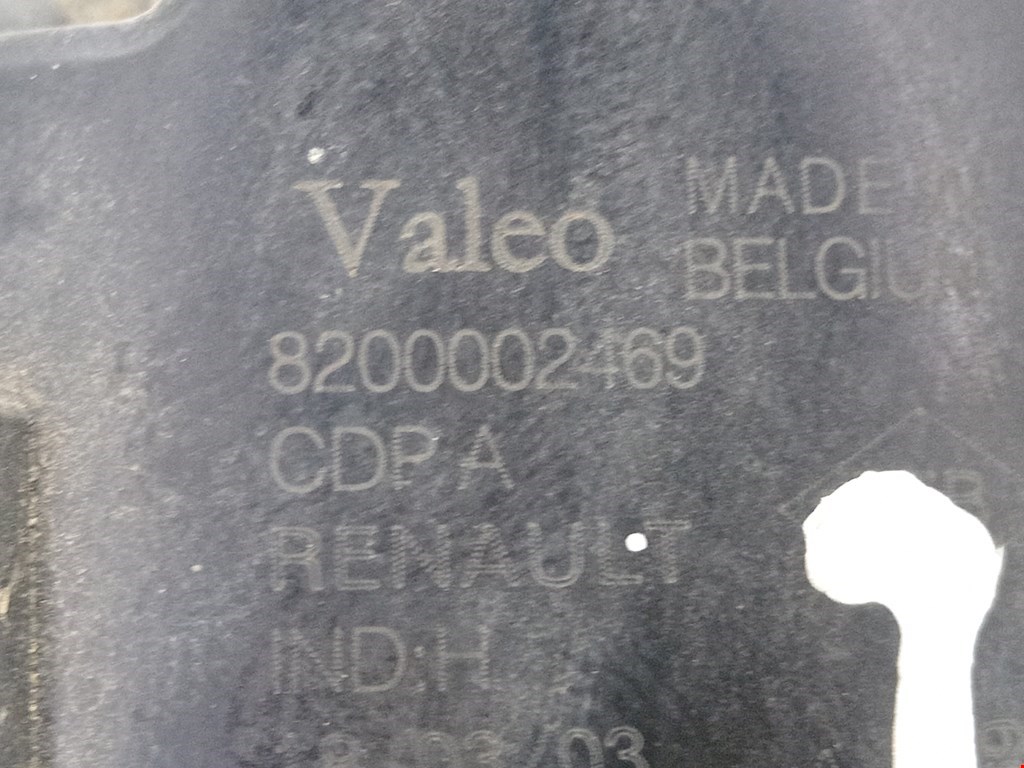 Valeo
MADE IN
BELGIUM
8200002469
CDP A
RENAULT
IND:H